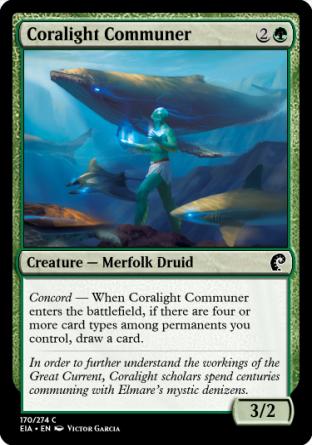 Coralight Communer 2
Creature — Merfolk Druid
Concord — When Coralight Communer
enters the battlefield, if there are four or
more card types among permanents you
control, draw a card.
In order to further understand the workings of the
Great Current, Coralight scholars spend centuries
communing with Elmare's mystic denizens.
3/2
170/274 C
EIA • EN Victor Garcia